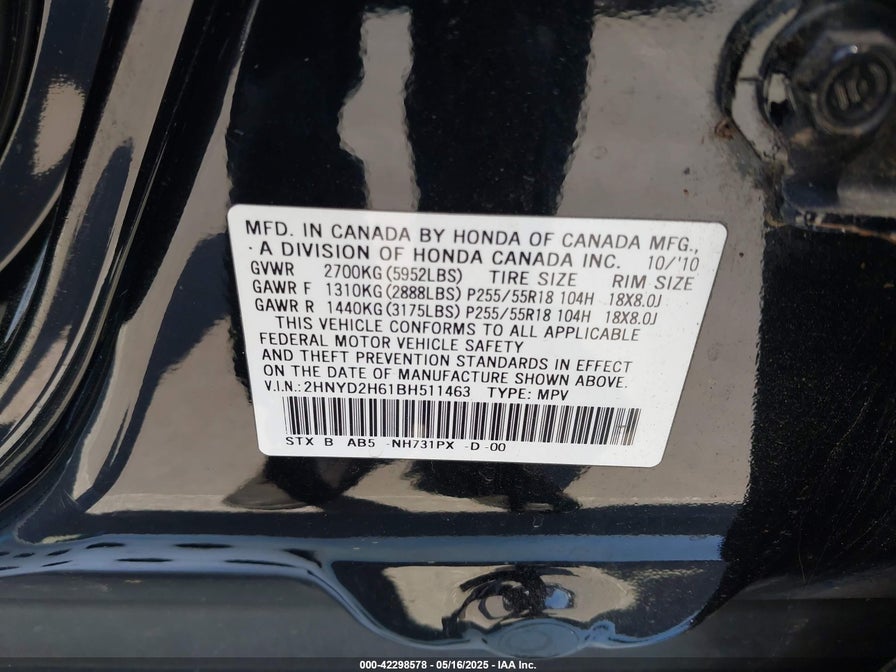 MFD. IN CANADA BY HONDA OF CANADA MFG.,
A DIVISION OF HONDA CANADA INC. 10/'10
GVWR 2700KG (5952LBS) TIRE SIZE RIM SIZE
GAWR F 1310KG (2888LBS) P255/55R18 104H 18X8.0J
GAWR R 1440KG (3175LBS) P255/55R18 104H 18X8.0J
THIS VEHICLE CONFORMS TO ALL APPLICABLE
FEDERAL MOTOR VEHICLE SAFETY
AND THEFT PREVENTION STANDARDS IN EFFECT
ON THE DATE OF MANUFACTURE SHOWN ABOVE.
V.I.N.:2HNYD2H61BH511463 TYPE: MPV
H
STX B AB5 -NH731PX -D -00
000-42298578 - 05/16/2025 - IAA Inc.